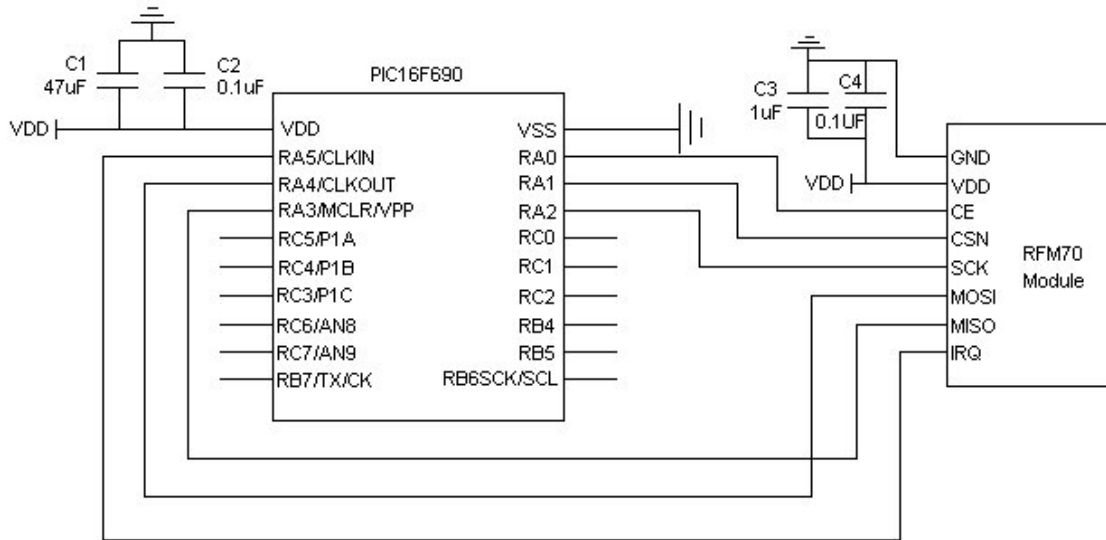 C1
47uF
C2
0.1uF
VDD
PIC16F690
VDD
RA5/CLKIN
RA4/CLKOUT
RA3/MCLR/VPP
RC5/P1A
RC4/P1B
RC3/P1C
RC6/AN8
RC7/AN9
RB7/TX/CK
VSS
RA0
RA1
RA2
RC0
RC1
RC2
RB4
RB5
RB6SCK/SCL
C3
1uF
C4
0.1UF
VDD
GND
VDD
CE
CSN
SCK
MOSI
MISO
IRQ
RFM70
Module